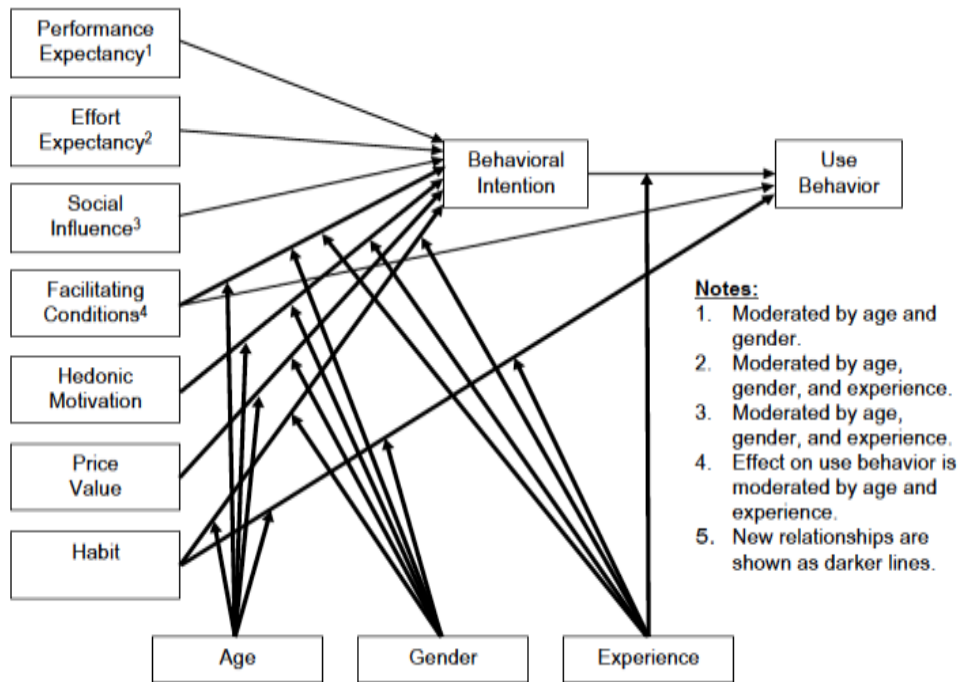 Performance
Expectancy1
Effort
Expectancy2
Social
Influence3
Facilitating
Conditions4
Hedonic
Motivation
Price
Value
Habit
Behavioral
Intention
Use
Behavior
Notes:
1. Moderated by age and
gender.
2. Moderated by age,
gender, and experience.
3. Moderated by age,
gender, and experience.
4. Effect on use behavior is
moderated by age and
experience.
5. New relationships are
shown as darker lines.
Age
Gender
Experience